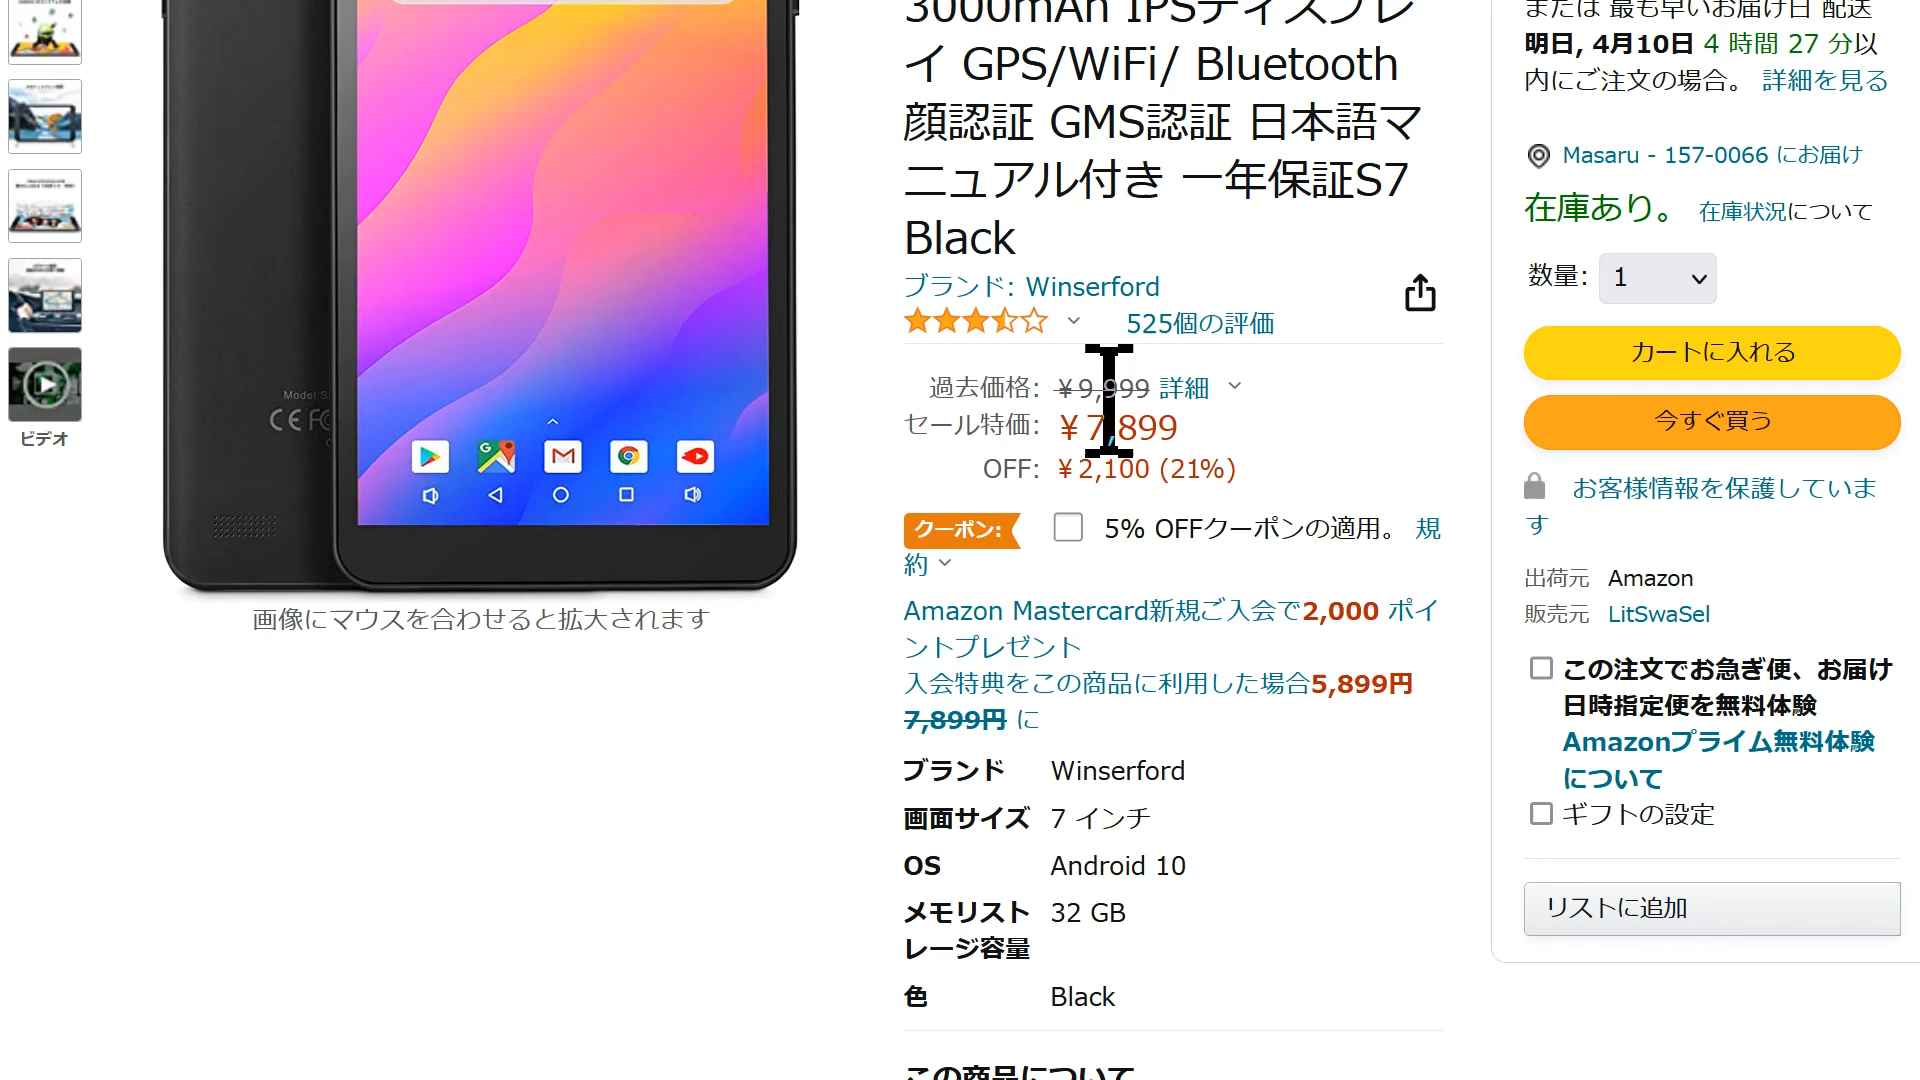 ビデオ
Model:S
CE FC
画像にマウスを合わせると拡大されます
3000mAh IPSディスプレ
イ GPS/WiFi/ Bluetooth
顔認証 GMS認証 日本語マ
ニュアル付き 一年保証S7
Black
ブランド: Winserford
525個の評価
過去価格: ¥9,999 詳細
セール特価: ¥7,899
OFF: ¥2,100 (21%)
クーポン: 5% OFFクーポンの適用。 規
約
Amazon Mastercard新規ご入会で2,000 ポイ
ントプレゼント
入会特典をこの商品に利用した場合5,899円
7,899円 に
ブランド Winserford
画面サイズ 7 インチ
OS Android 10
メモリスト 32 GB
レージ容量
色 Black
この商品について
または 最も早いお届け日 配送
明日, 4月10日 4 時間 27 分以
内にご注文の場合。 詳細を見る
Masaru - 157-0066 にお届け
在庫あり。 在庫状況について
数量: 1
カートに入れる
今すぐ買う
お客様情報を保護していま
す
出荷元 Amazon
販売元 LitSwaSel
この注文でお急ぎ便、お届け
日時指定便を無料体験
Amazonプライム無料体験
について
ギフトの設定
リストに追加